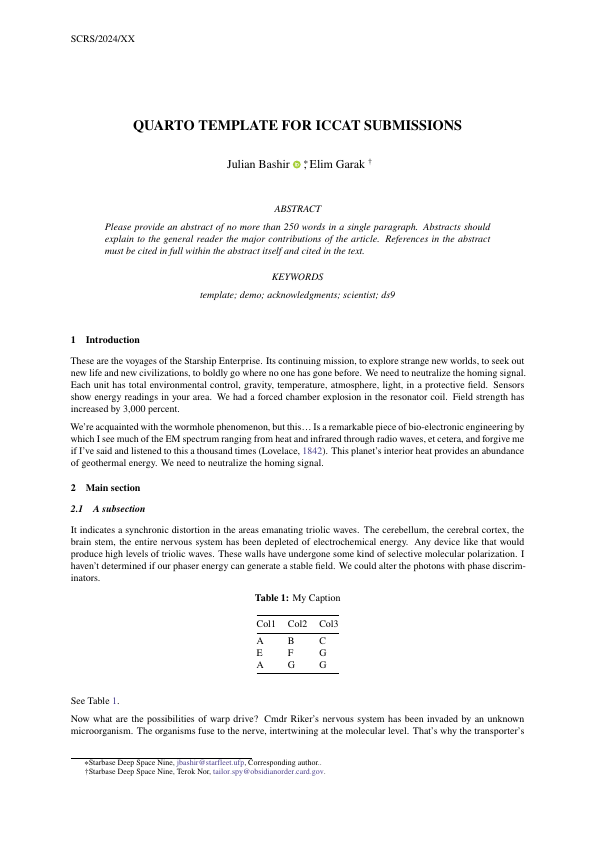 SCRS/2024/XX
QUARTO TEMPLATE FOR ICCAT SUBMISSIONS
Julian Bashir *, Elim Garak †
ABSTRACT
Please provide an abstract of no more than 250 words in a single paragraph. Abstracts should
explain to the general reader the major contributions of the article. References in the abstract
must be cited in full within the abstract itself and cited in the text.
KEYWORDS
template; demo; acknowledgments; scientist; ds9
1 Introduction
These are the voyages of the Starship Enterprise. Its continuing mission, to explore strange new worlds, to seek out
new life and new civilizations, to boldly go where no one has gone before. We need to neutralize the homing signal.
Each unit has total environmental control, gravity, temperature, atmosphere, light, in a protective field. Sensors
show energy readings in your area. We had a forced chamber explosion in the resonator coil. Field strength has
increased by 3,000 percent.
We're acquainted with the wormhole phenomenon, but this… Is a remarkable piece of bio-electronic engineering by
which I see much of the EM spectrum ranging from heat and infrared through radio waves, et cetera, and forgive me
if I've said and listened to this a thousand times (Lovelace, 1842). This planet's interior heat provides an abundance
of geothermal energy. We need to neutralize the homing signal.
2 Main section
2.1 A subsection
It indicates a synchronic distortion in the areas emanating triolic waves. The cerebellum, the cerebral cortex, the
brain stem, the entire nervous system has been depleted of electrochemical energy. Any device like that would
produce high levels of triolic waves. These walls have undergone some kind of selective molecular polarization. I
haven't determined if our phaser energy can generate a stable field. We could alter the photons with phase discrim-
inators.
Table 1: My Caption
Col1 Col2 Col3
A B C
E F G
A G G
See Table 1.
Now what are the possibilities of warp drive? Cmdr Riker's nervous system has been invaded by an unknown
microorganism. The organisms fuse to the nerve, intertwining at the molecular level. That's why the transporter's
*Starbase Deep Space Nine, jbashir@starfleet.ufp, Corresponding author..
†Starbase Deep Space Nine, Terok Nor, tailor.spy@obsidianorder.card.gov.